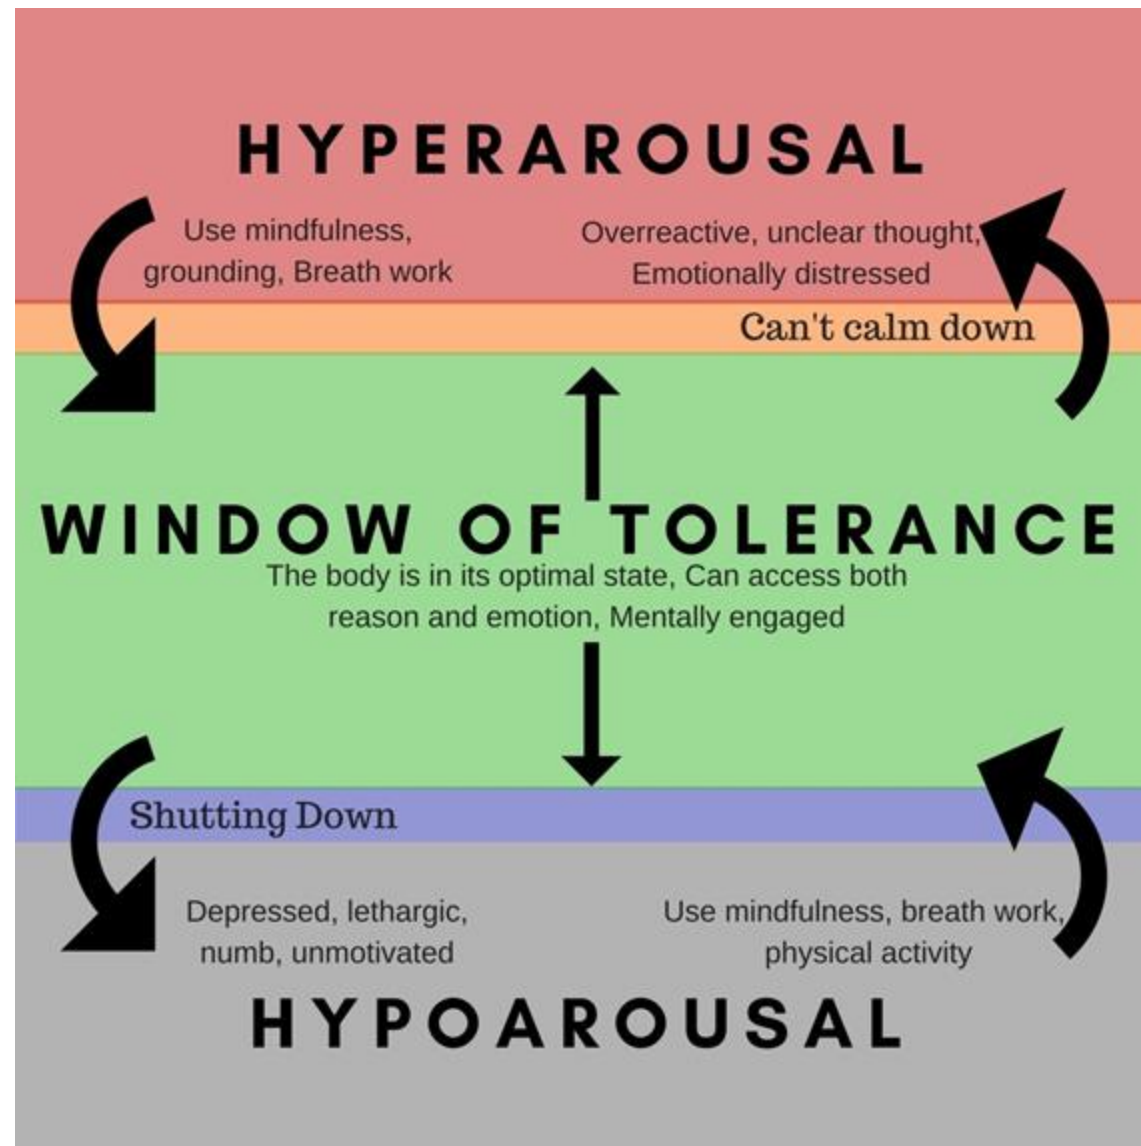 HYPERAROUSAL
Use mindfulness,
grounding, Breath work
Overreactive, unclear thought,
Emotionally distressed
Can't calm down
WINDOW OF TOLERANCE
The body is in its optimal state, Can access both
reason and emotion, Mentally engaged
Shutting Down
Depressed, lethargic,
numb, unmotivated
Use mindfulness, breath work,
physical activity
HYPOAROUSAL